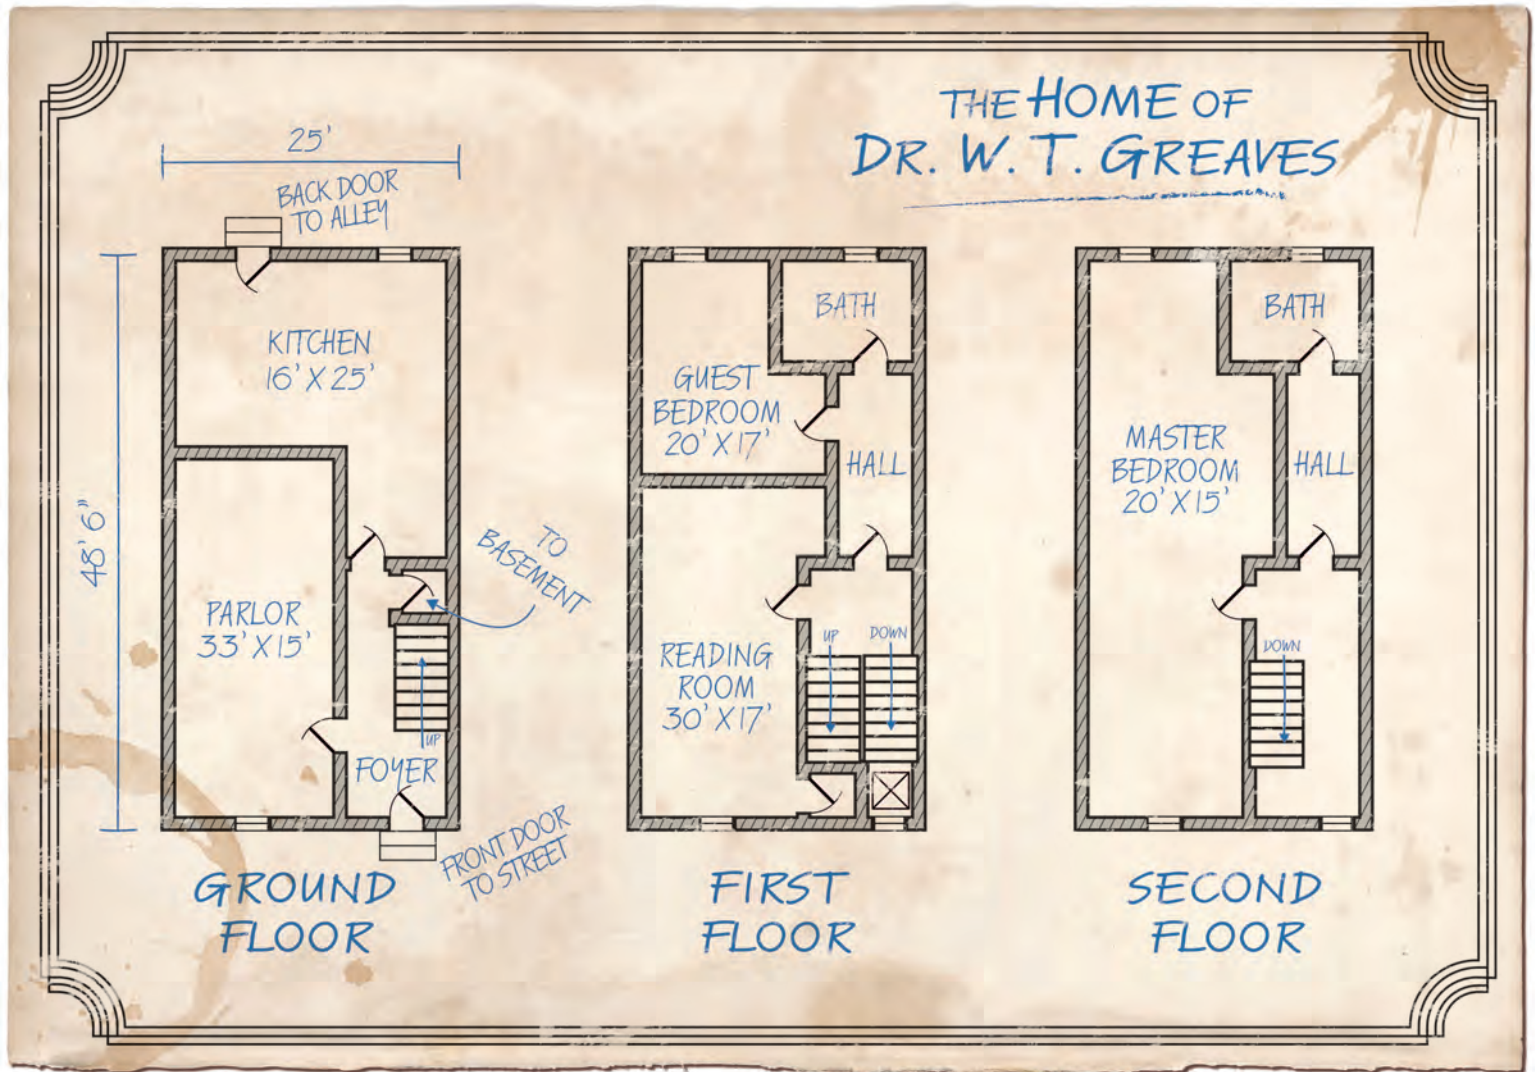 THE HOME OF
DR. W. T. GREAVES
25'
BACK DOOR
TO ALLEY
48' 6"
KITCHEN
16' X 25'
TO
BASEMENT
PARLOR
33' X 15'
UP
FOYER
FRONT DOOR
TO STREET
GROUND
FLOOR
BATH
GUEST
BEDROOM
20' X 17'
HALL
UP
DOWN
READING
ROOM
30' X 17'
FIRST
FLOOR
BATH
MASTER
BEDROOM
20' X 15'
HALL
DOWN
SECOND
FLOOR